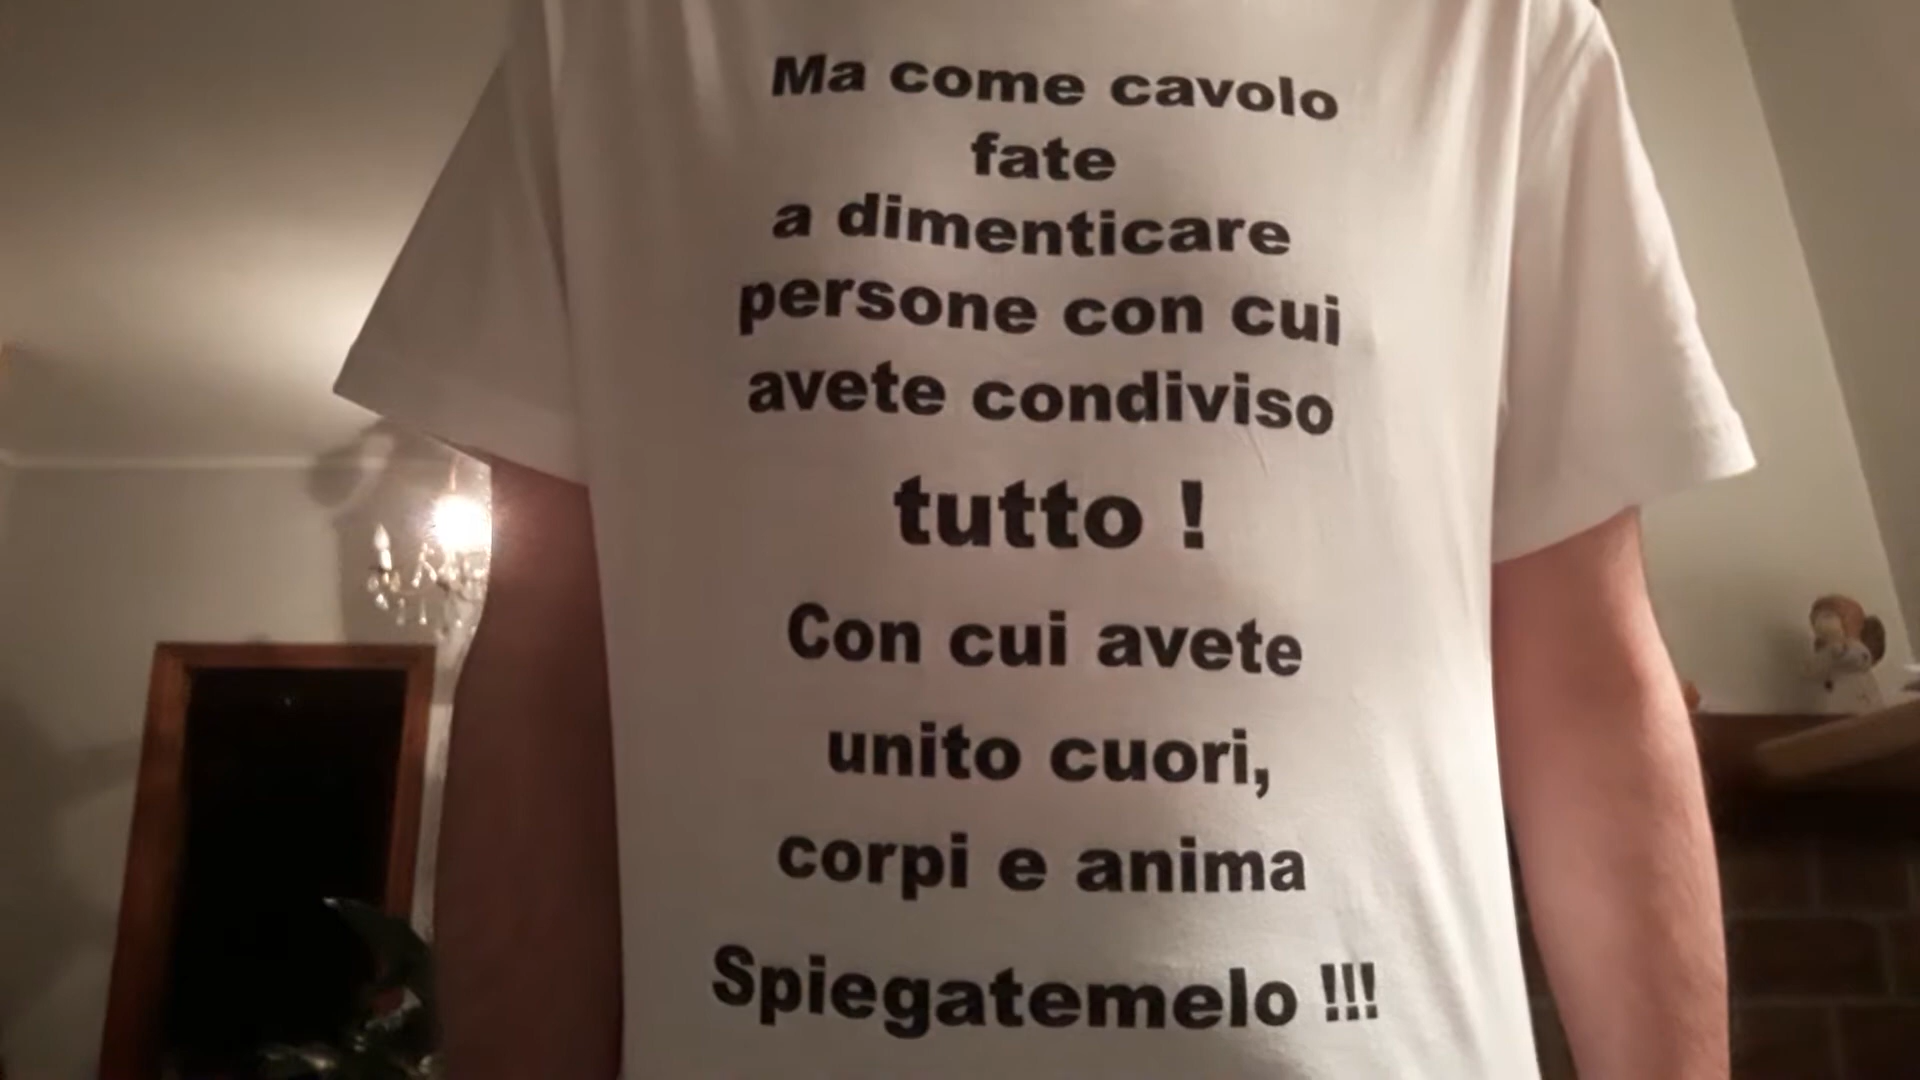 Ma come cavolo
fate
a dimenticare
persone con cui
avete condiviso
tutto !
Con cui avete
unito cuori,
corpi e anima
Spiegatemelo !!!